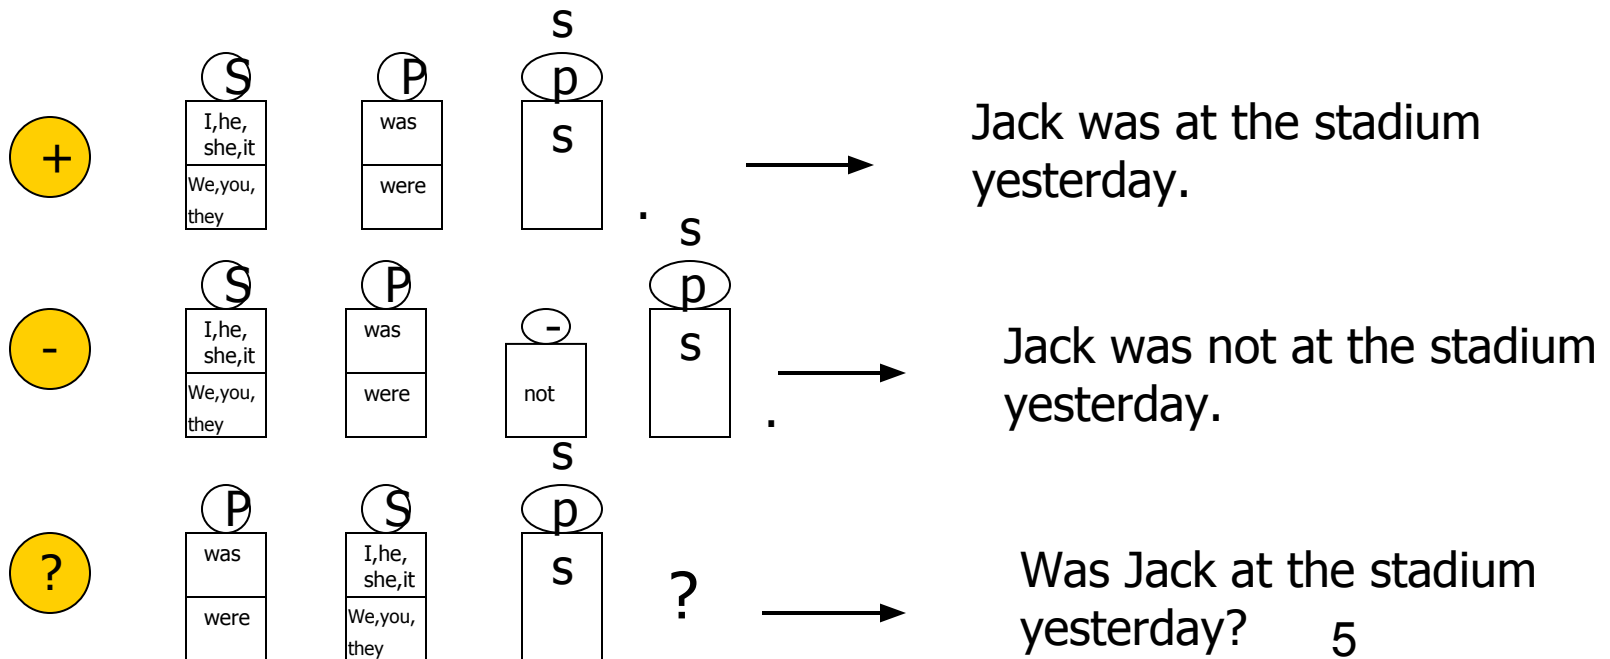 s
S
P
p
s
+
I,he,
she,it
We,you,
they
was
were
.
Jack was at the stadium
yesterday.
s
S
P
-
p
s
-
I,he,
she,it
We,you,
they
was
were
not
.
Jack was not at the stadium
yesterday.
s
P
S
p
s
?
was
were
I,he,
she,it
We,you,
they
?
Was Jack at the stadium
yesterday?
5